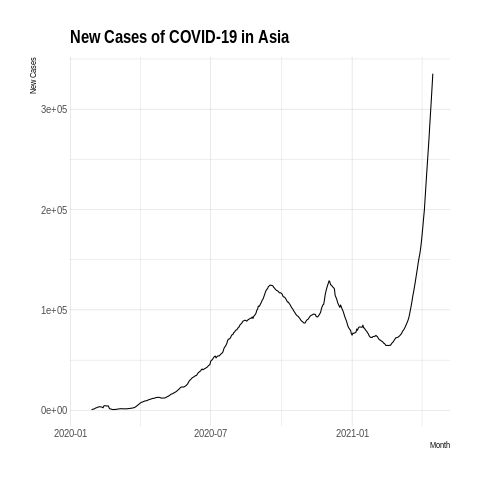 New Cases of COVID-19 in Asia
New Cases
3e+05
2e+05
1e+05
0e+00
2020-01
2020-07
2021-01
Month